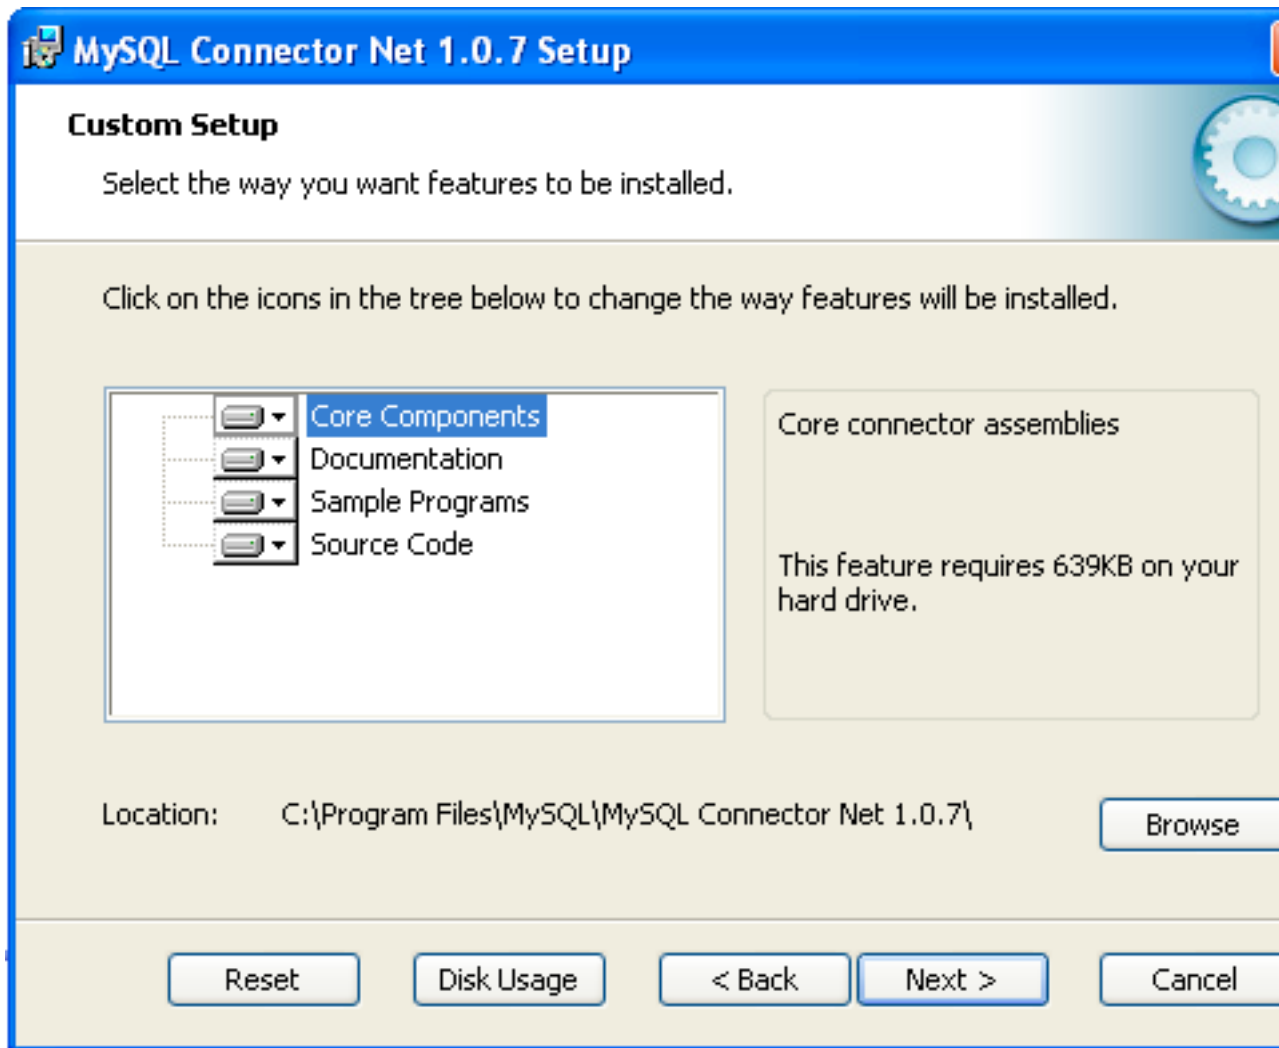 MySQL Connector Net 1.0.7 Setup
Custom Setup
Select the way you want features to be installed.
Click on the icons in the tree below to change the way features will be installed.
Core Components
Documentation
Sample Programs
Source Code
Core connector assemblies
This feature requires 639KB on your
hard drive.
Location: C:\Program Files\MySQL\MySQL Connector Net 1.0.7\
Browse
Reset Disk Usage < Back Next > Cancel